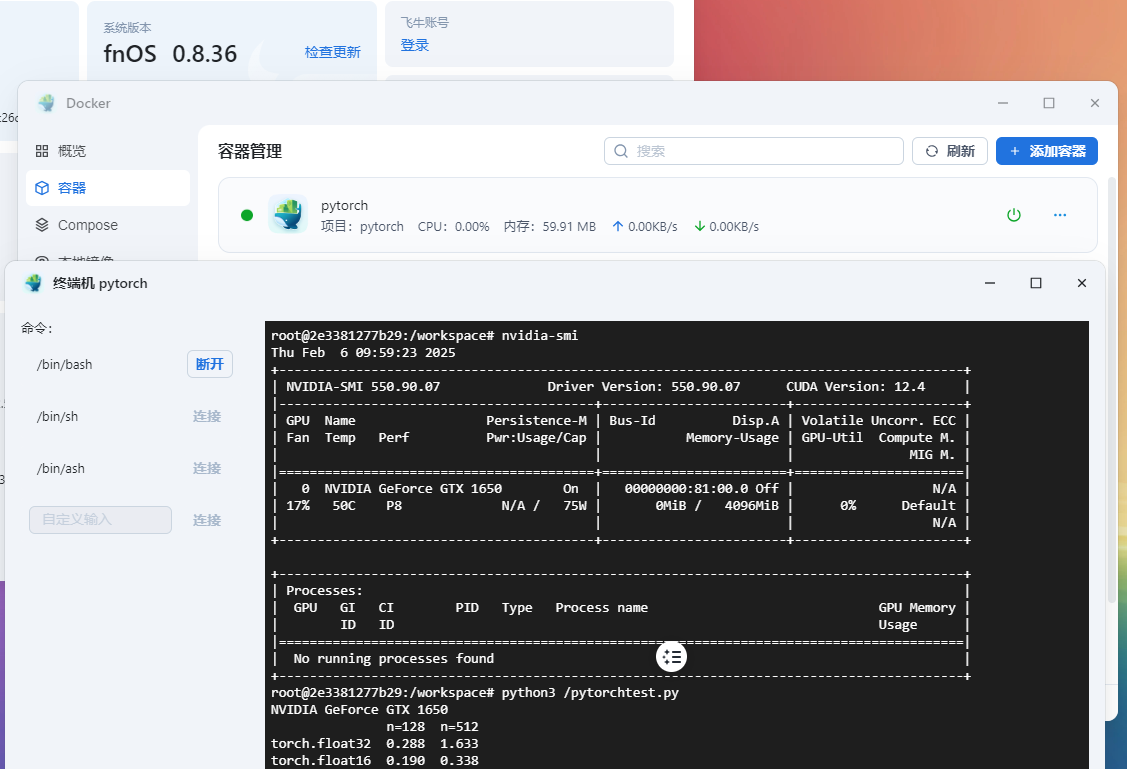 系统版本
fnOS 0.8.36
检查更新
飞牛账号
登录
Docker
概览
容器
Compose
本地镜像
容器管理
搜索
刷新
+ 添加容器
pytorch
项目: pytorch CPU: 0.00% 内存: 59.91 MB ↑ 0.00KB/s ↓ 0.00KB/s
终端机 pytorch
命令:
/bin/bash 断开
/bin/sh 连接
/bin/ash 连接
自定义输入 连接
root@2e3381277b29:/workspace# nvidia-smi
Thu Feb  6 09:59:23 2025
+-----------------------------------------------------------------------------------------+
| NVIDIA-SMI 550.90.07              Driver Version: 550.90.07      CUDA Version: 12.4     |
|-----------------------------------------+------------------------+----------------------+
| GPU  Name                 Persistence-M | Bus-Id          Disp.A | Volatile Uncorr. ECC |
| Fan  Temp   Perf          Pwr:Usage/Cap |           Memory-Usage | GPU-Util  Compute M. |
|                                         |                        |               MIG M. |
|=========================================+========================+======================|
|   0  NVIDIA GeForce GTX 1650        On  |   00000000:81:00.0 Off |                  N/A |
| 17%   50C    P8             N/A /   75W |       0MiB /   4096MiB |      0%      Default |
|                                         |                        |                  N/A |
+-----------------------------------------+------------------------+----------------------+
+-----------------------------------------------------------------------------------------+
| Processes:                                                                              |
|  GPU   GI   CI        PID   Type   Process name                              GPU Memory |
|        ID   ID                                                               Usage      |
|=========================================================================================|
|  No running processes found                                                             |
+-----------------------------------------------------------------------------------------+
root@2e3381277b29:/workspace# python3 /pytorchtest.py
NVIDIA GeForce GTX 1650
               n=128  n=512
torch.float32  0.288  1.633
torch.float16  0.190  0.338